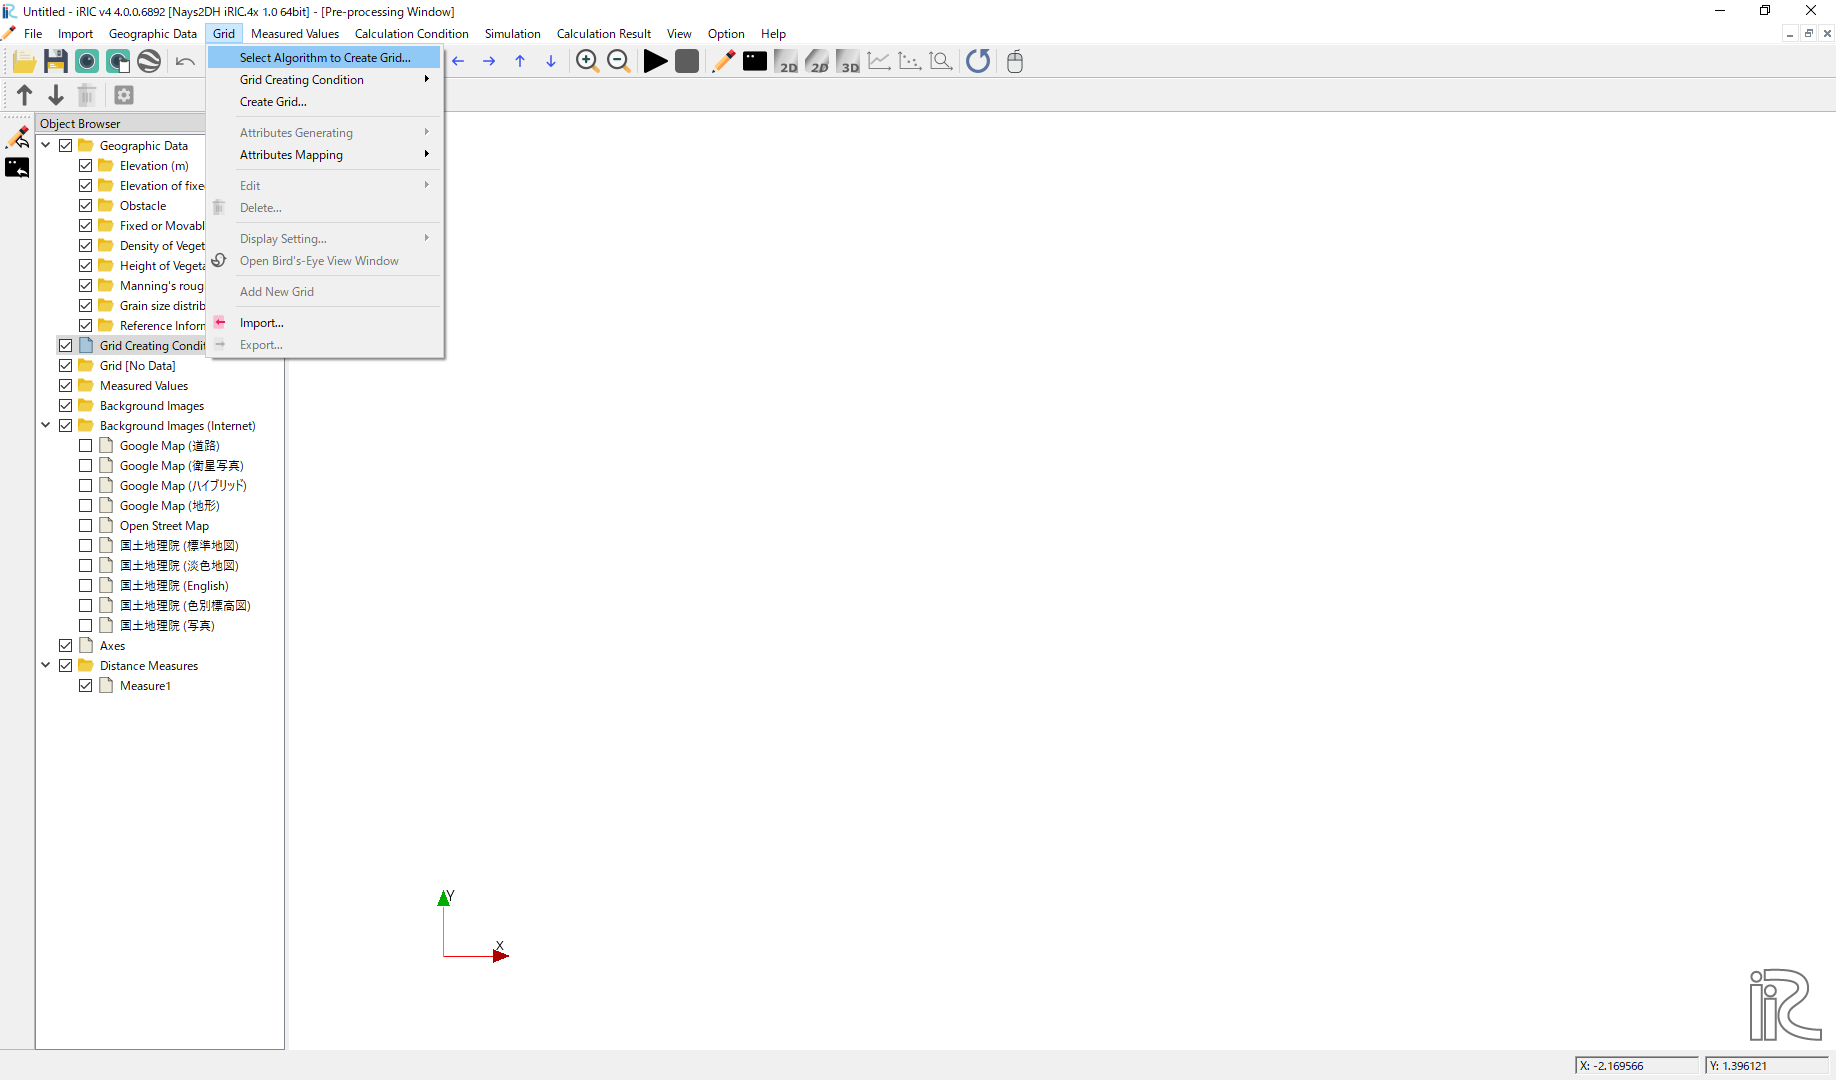 Untitled - iRIC v4 4.0.0.6892 [Nays2DH iRIC.4x 1.0 64bit] - [Pre-processing Window]
File Import Geographic Data Grid Measured Values Calculation Condition Simulation Calculation Result View Option Help
Select Algorithm to Create Grid...
Grid Creating Condition
Create Grid...
Attributes Generating
Attributes Mapping
Edit
Delete...
Display Setting...
Open Bird's-Eye View Window
Add New Grid
Import...
Export...
2D 2D 3D
Object Browser
Geographic Data
Elevation (m)
Elevation of fixe
Obstacle
Fixed or Movabl
Density of Veget
Height of Vegeta
Manning's roug
Grain size distrib
Reference Inforn
Grid Creating Condit
Grid [No Data]
Measured Values
Background Images
Background Images (Internet)
Google Map (道路)
Google Map (衛星写真)
Google Map (ハイブリッド)
Google Map (地形)
Open Street Map
国土地理院 (標準地図)
国土地理院 (淡色地図)
国土地理院 (English)
国土地理院 (色別標高図)
国土地理院 (写真)
Axes
Distance Measures
Measure1
Y
X
iRIC
X: -2.169566
Y: 1.396121